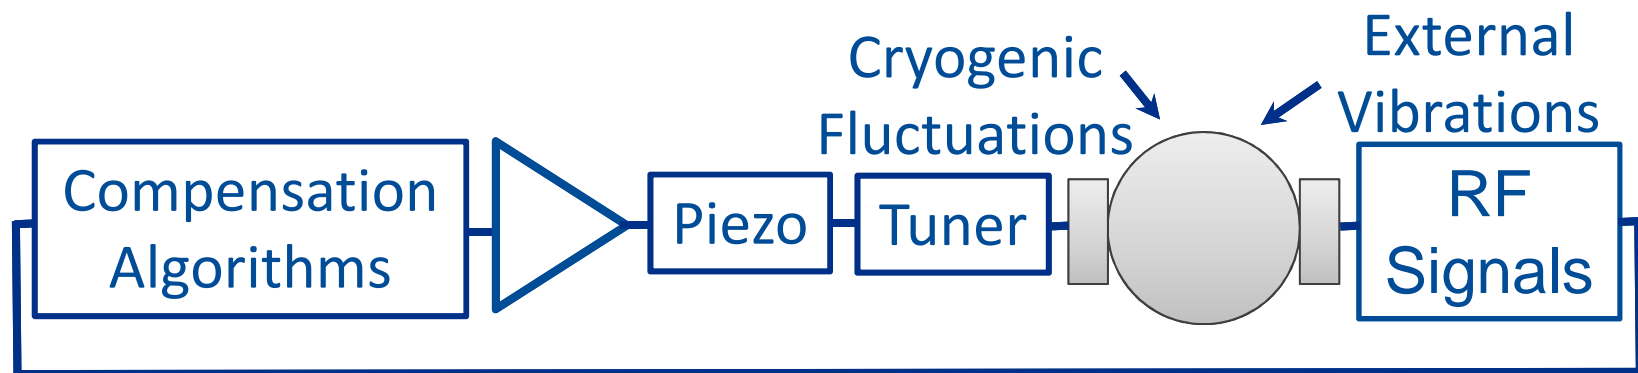 Cryogenic
Fluctuations
External
Vibrations
Compensation
Algorithms
Piezo
Tuner
RF
Signals